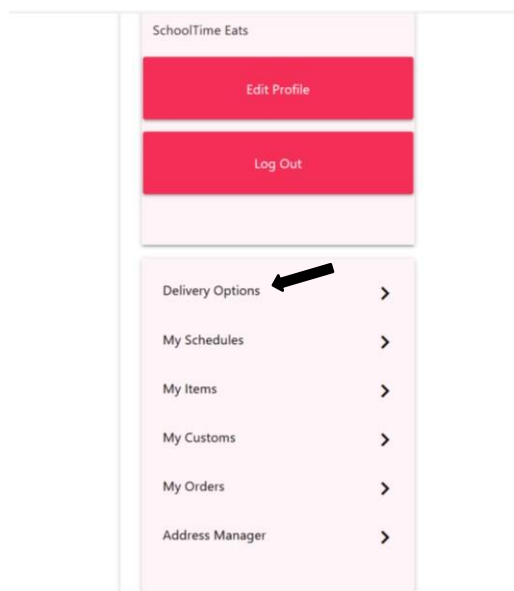 SchoolTime Eats
Edit Profile
Log Out
Delivery Options
My Schedules
My Items
My Customs
My Orders
Address Manager